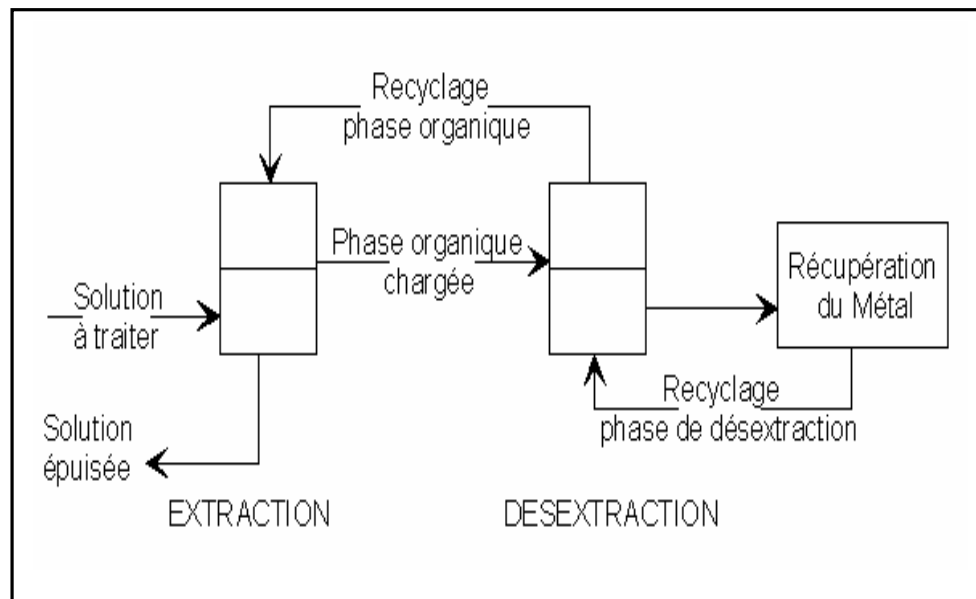 Recyclage
phase organique
Phase organique
chargée
Solution
à traiter
Récupération
du Métal
Recyclage
phase de désextraction
Solution
épuisée
EXTRACTION
DESEXTRACTION